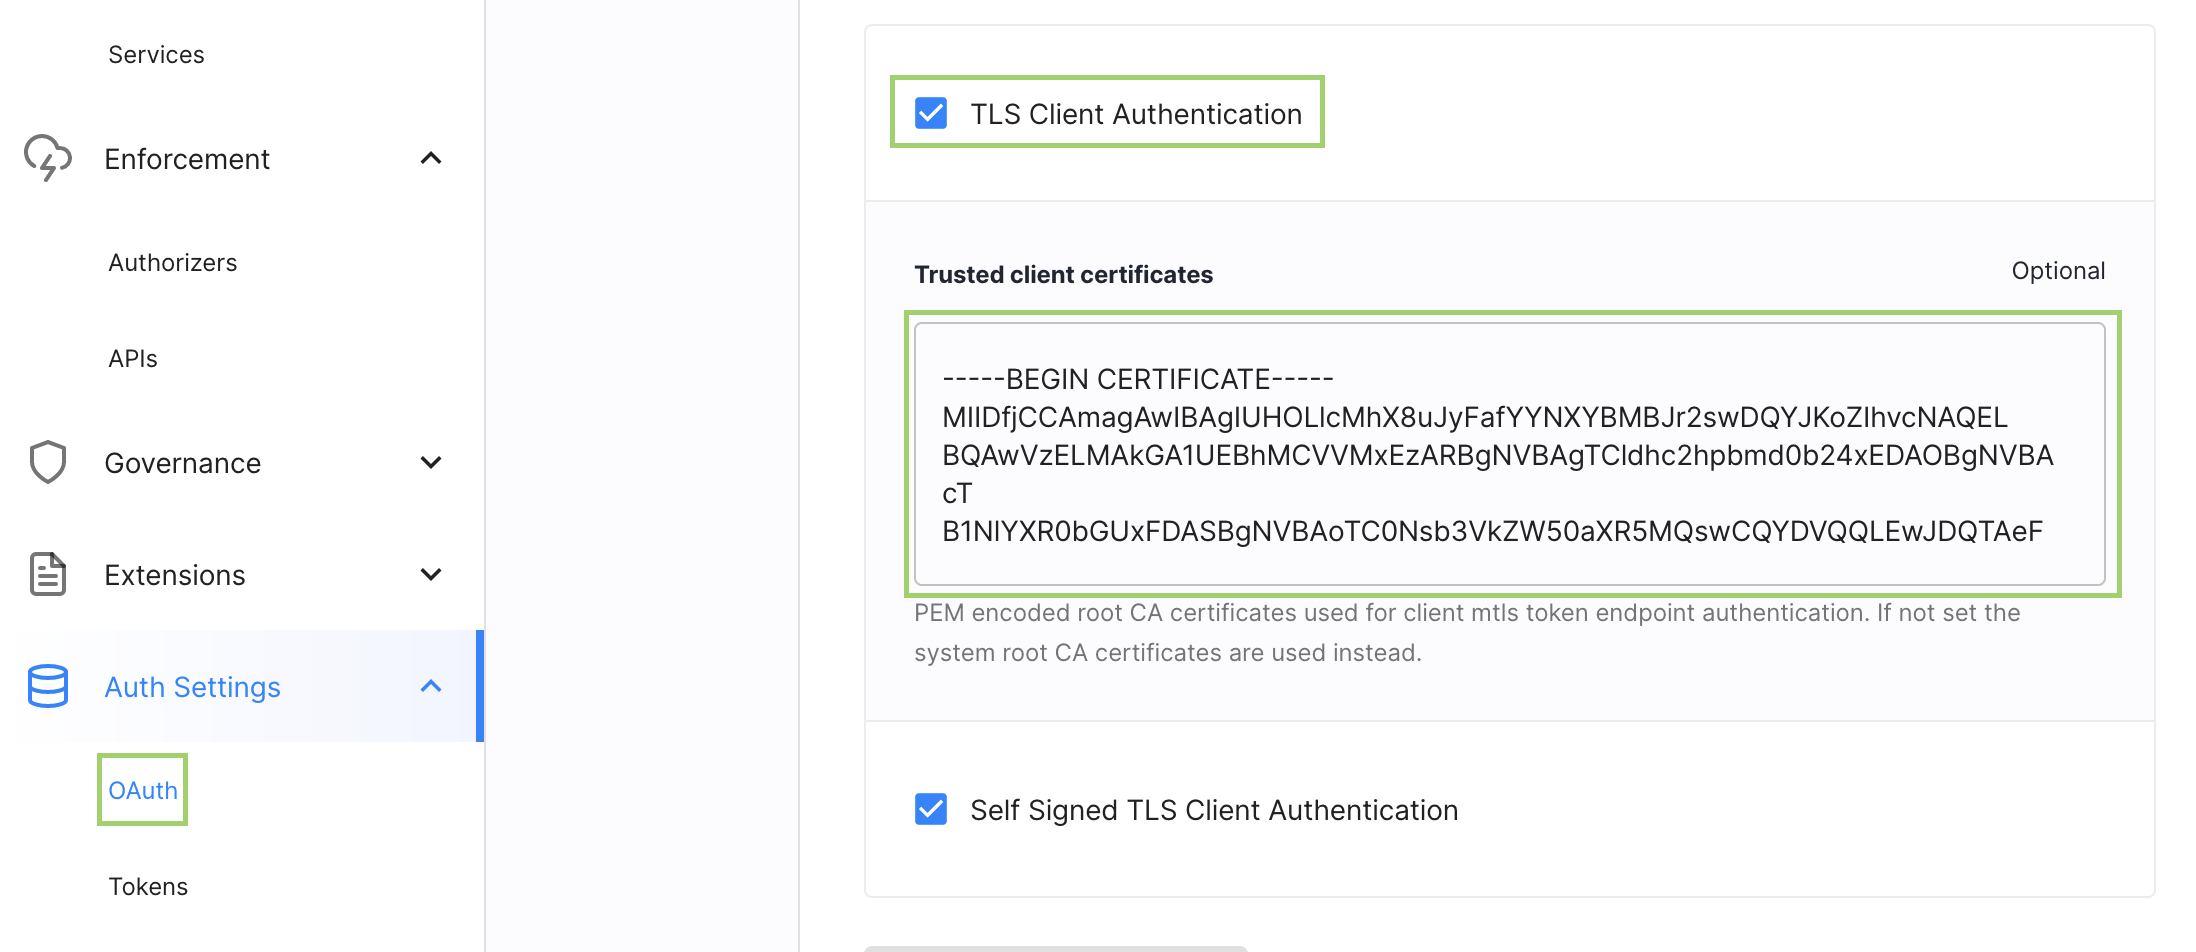 Services
Enforcement
Authorizers
APIs
Governance
Extensions
Auth Settings
OAuth
Tokens
TLS Client Authentication
Trusted client certificates
Optional
-----BEGIN CERTIFICATE-----
MIIDfjCCAmagAwIBAgIUHOLlcMhX8uJyFafYYNXYBMBJr2swDQYJKoZIhvcNAQEL
BQAwVzELMAkGA1UEBhMCVVMxEzARBgNVBAgTCldhc2hpbmd0b24xEDAOBgNVBA
cT
B1NlYXR0bGUxFDASBgNVBAoTC0Nsb3VkZW50aXR5MQswCQYDVQQLEwJDQTAeF
PEM encoded root CA certificates used for client mtls token endpoint authentication. If not set the
system root CA certificates are used instead.
Self Signed TLS Client Authentication